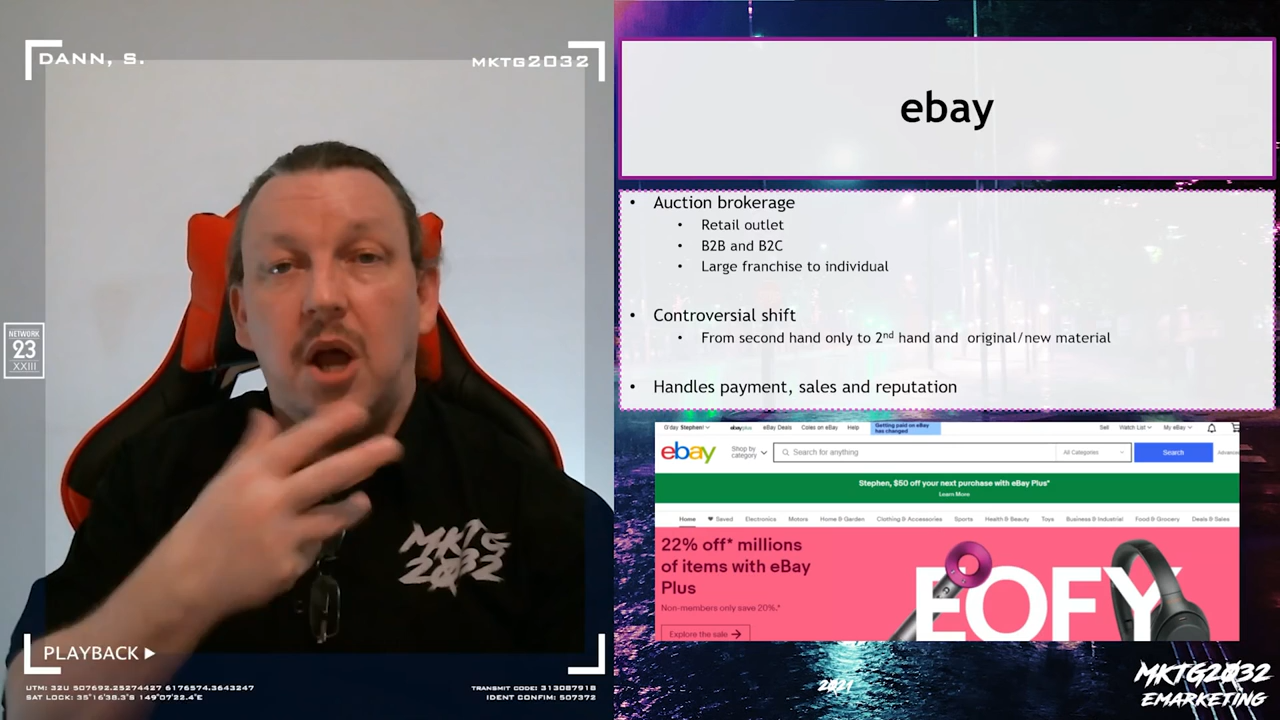 DANN, S.
MKTG2032
NETWORK
23
XXIII
MKTG
2032
PLAYBACK
UTM: 32U 507692.25274427 6176574.3643247
SAT LOCK: 35°16'38.3"S 149°07'22.4"E
TRANSMIT CODE: 313087918
IDENT CONFIM: 507372
ebay
• Auction brokerage
• Retail outlet
• B2B and B2C
• Large franchise to individual
• Controversial shift
• From second hand only to 2nd hand and original/new material
• Handles payment, sales and reputation
G'day Stephen! ebayplus eBay Deals Coles on eBay Help Getting paid on eBay has changed Sell Watch List My eBay
ebay Shop by category Search for anything All Categories Search Advanced
Stephen, $50 off your next purchase with eBay Plus*
Learn More
Home Saved Electronics Motors Home & Garden Clothing & Accessories Sports Health & Beauty Toys Business & Industrial Food & Grocery Deals & Sales
22% off* millions
of items with eBay
Plus
Non-members only save 20%.*
Explore the sale →
EOFY
2021
MKTG2032
EMARKETING